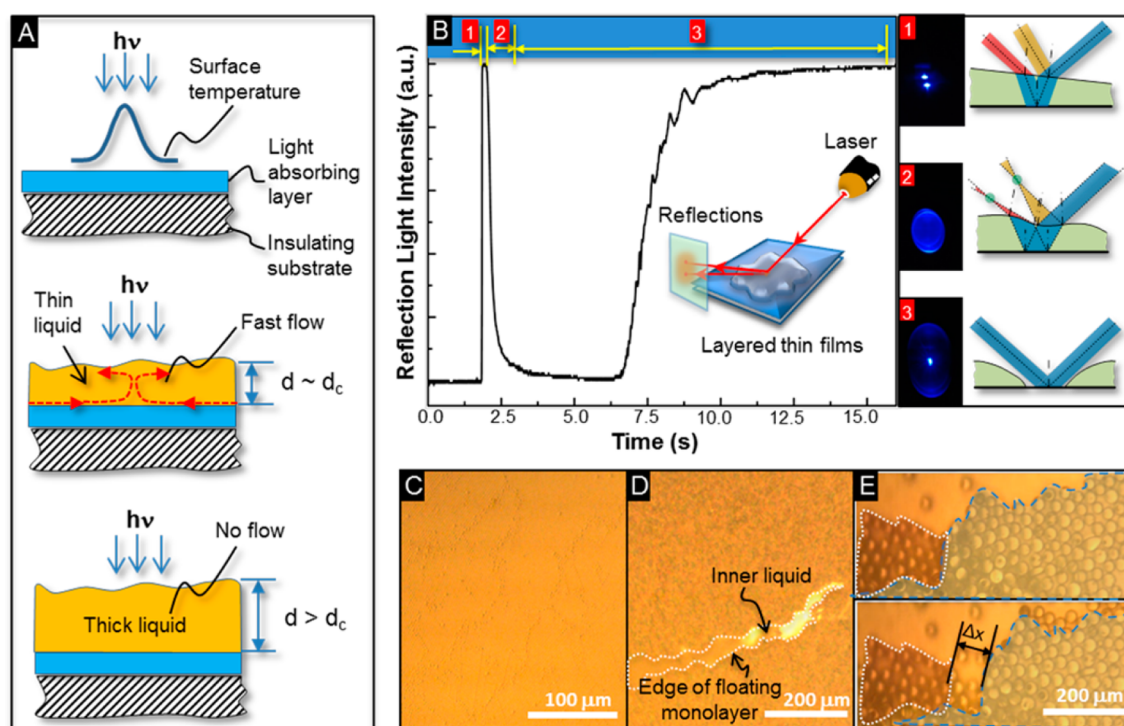 A
hν
Surface
temperature
Light
absorbing
layer
Insulating
substrate
hν
Thin
liquid
Fast flow
d ~ dc
hν
No flow
Thick liquid
d > dc
B
1
2
3
Reflection Light Intensity (a.u.)
Laser
Reflections
Layered thin films
0.0
2.5
5.0
7.5
10.0
12.5
15.0
Time (s)
1
2
3
C
100 μm
D
Inner liquid
Edge of floating
monolayer
200 μm
E
Δx
200 μm